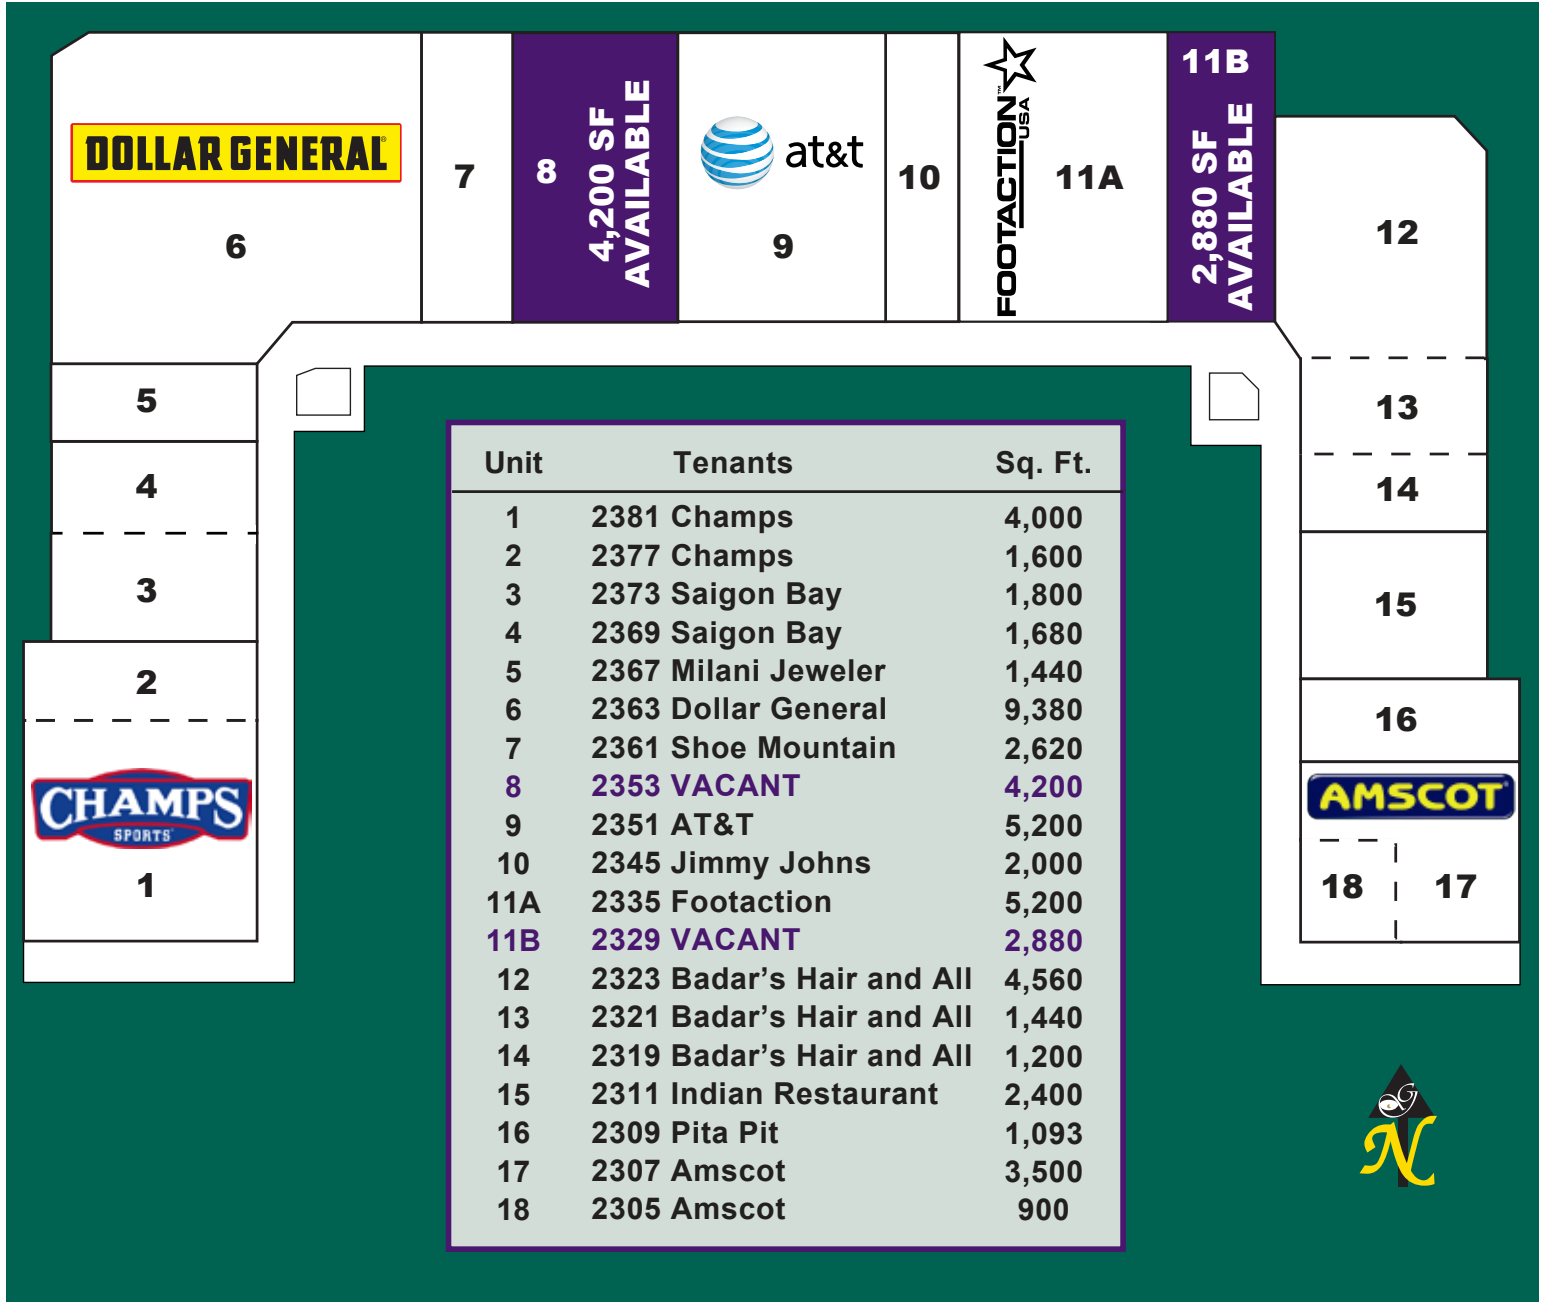 DOLLAR GENERAL
6
7
8
4,200 SF
AVAILABLE
at&t
9
10
FOOTACTION™
USA
11A
11B
2,880 SF
AVAILABLE
12
5
4
3
2
CHAMPS
SPORTS
1
13
14
15
16
AMSCOT
18 17
Unit Tenants Sq. Ft.
1 2381 Champs 4,000
2 2377 Champs 1,600
3 2373 Saigon Bay 1,800
4 2369 Saigon Bay 1,680
5 2367 Milani Jeweler 1,440
6 2363 Dollar General 9,380
7 2361 Shoe Mountain 2,620
8 2353 VACANT 4,200
9 2351 AT&T 5,200
10 2345 Jimmy Johns 2,000
11A 2335 Footaction 5,200
11B 2329 VACANT 2,880
12 2323 Badar’s Hair and All 4,560
13 2321 Badar’s Hair and All 1,440
14 2319 Badar’s Hair and All 1,200
15 2311 Indian Restaurant 2,400
16 2309 Pita Pit 1,093
17 2307 Amscot 3,500
18 2305 Amscot 900
N